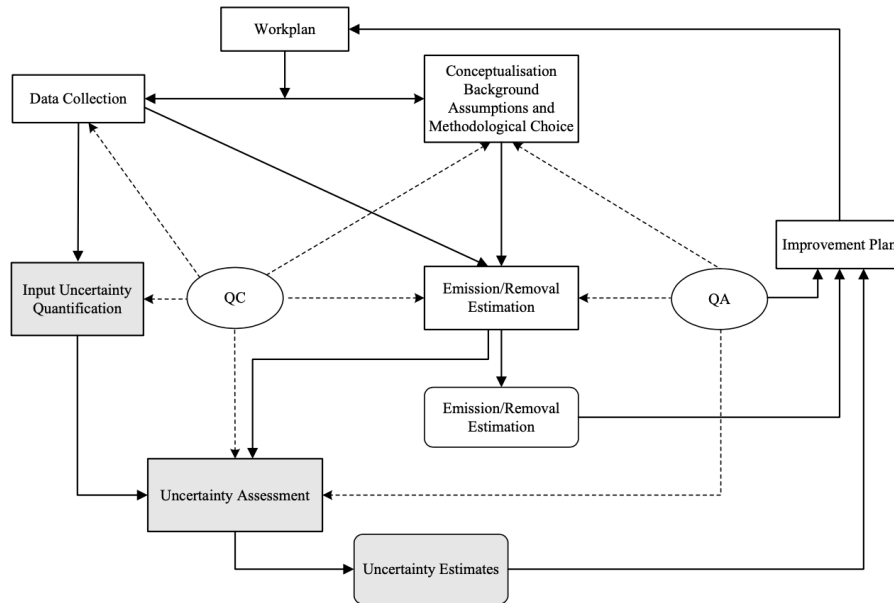 Workplan
Conceptualisation
Background
Assumptions and
Methodological Choice
Data Collection
Improvement Plan
Input Uncertainty
Quantification
QC
Emission/Removal
Estimation
QA
Emission/Removal
Estimation
Uncertainty Assessment
Uncertainty Estimates